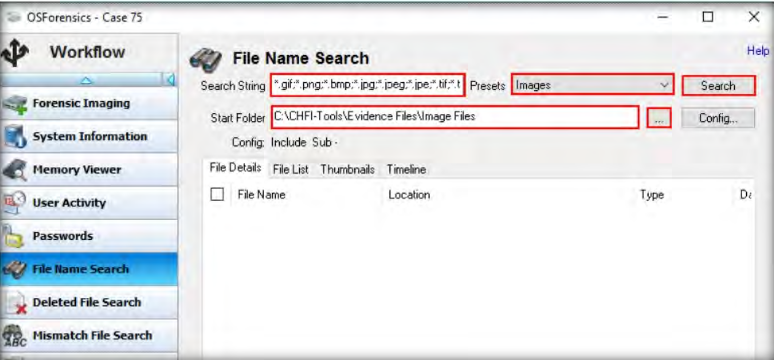 OSForensics - Case 75
Workflow
Forensic Imaging
System Information
Memory Viewer
User Activity
Passwords
File Name Search
Deleted File Search
ABC Mismatch File Search
File Name Search
Help
Search String *.gif;*.png;*.bmp;*.jpg;*.jpeg;*.jpe;*.tif;*.t Presets Images Search
Start Folder C:\CHFI-Tools\Evidence Files\Image Files ... Config...
Config: Include Sub -
File Details File List Thumbnails Timeline
File Name Location Type Da